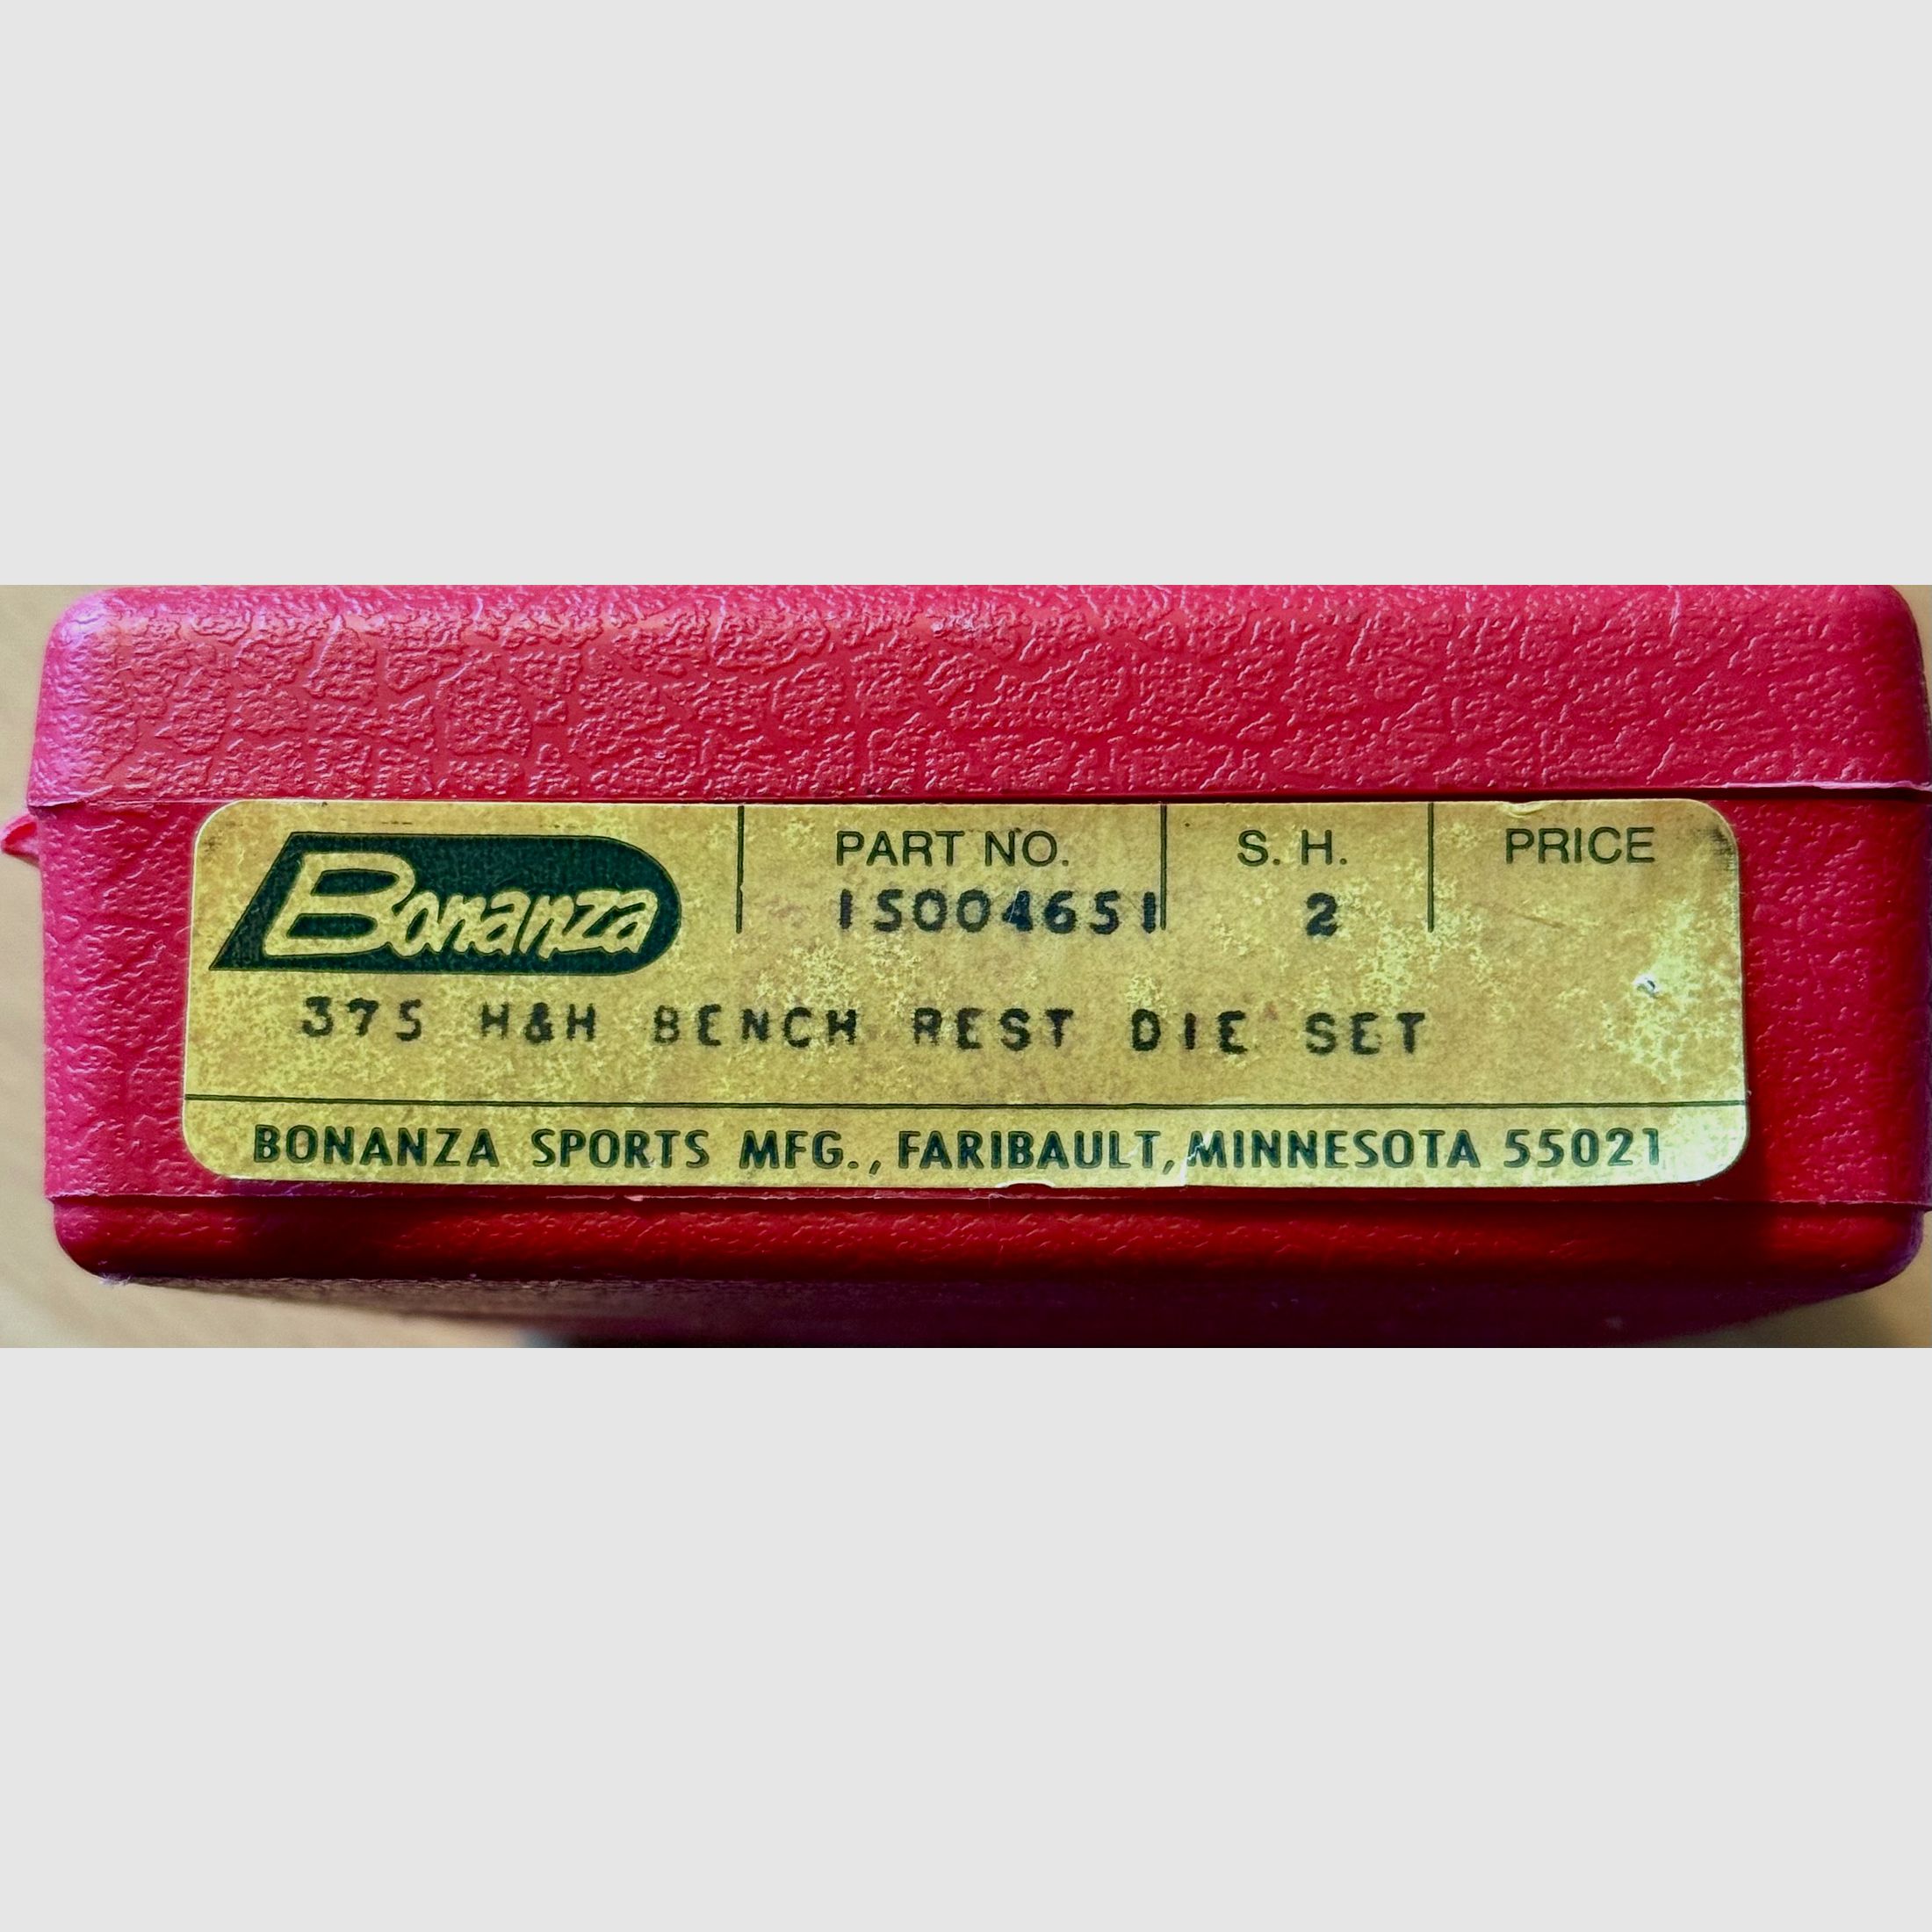 Bonanza
PART NO. S. H. PRICE
15004651 2
375 H&H BENCH REST DIE SET
BONANZA SPORTS MFG., FARIBAULT, MINNESOTA 55021